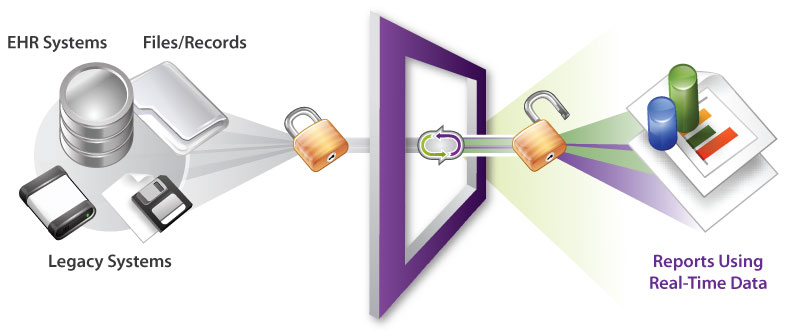 EHR Systems
Files/Records
Legacy Systems
Reports Using
Real-Time Data